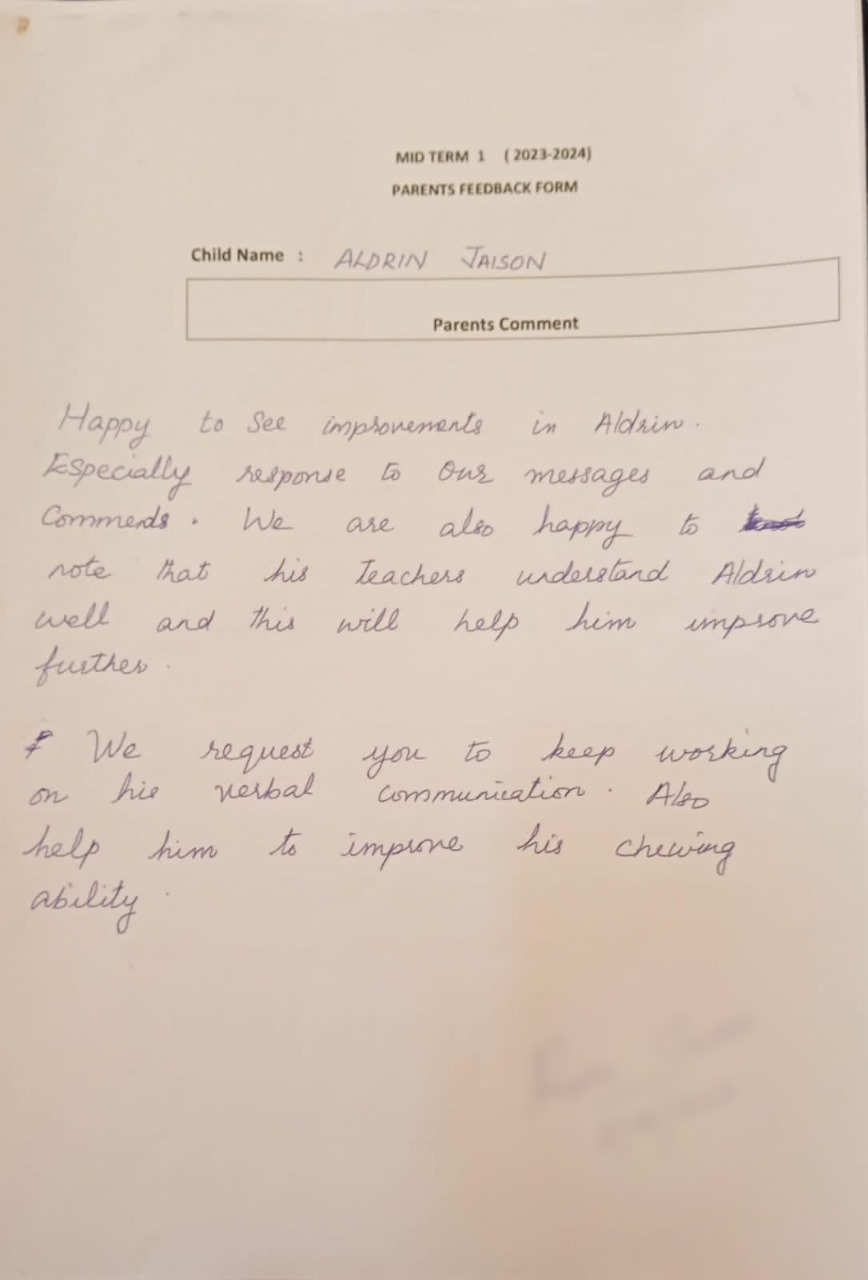 MID TERM 1 ( 2023-2024)
PARENTS FEEDBACK FORM
Child Name : ALDRIN JAISON
Parents Comment
Happy to See improvements in Aldrin.
Especially response to our messages and
Comments. We are also happy to
note that his Teachers understand Aldrin
well and this will help him improve
further.
We request you to keep working
on his verbal communication. Also
help him to improve his chewing
ability.